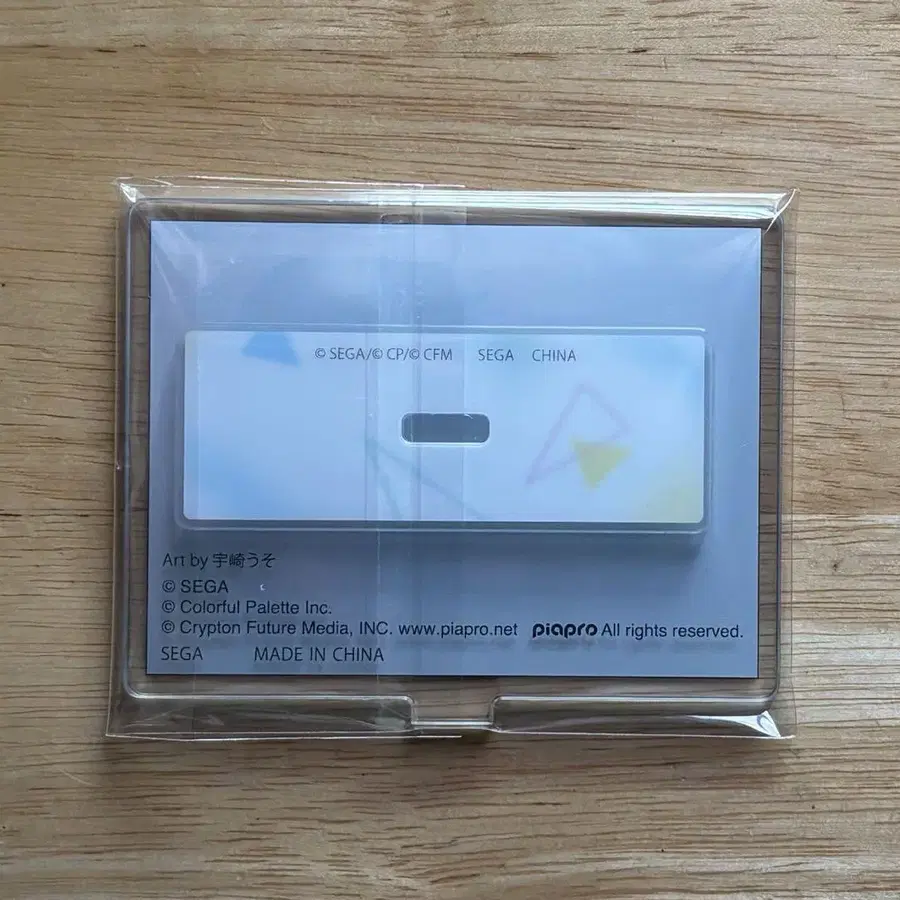 © SEGA/© CP/© CFM SEGA CHINA
Art by 宇崎うそ
© SEGA
© Colorful Palette Inc.
© Crypton Future Media, INC. www.piapro.net piapro All rights reserved.
SEGA MADE IN CHINA